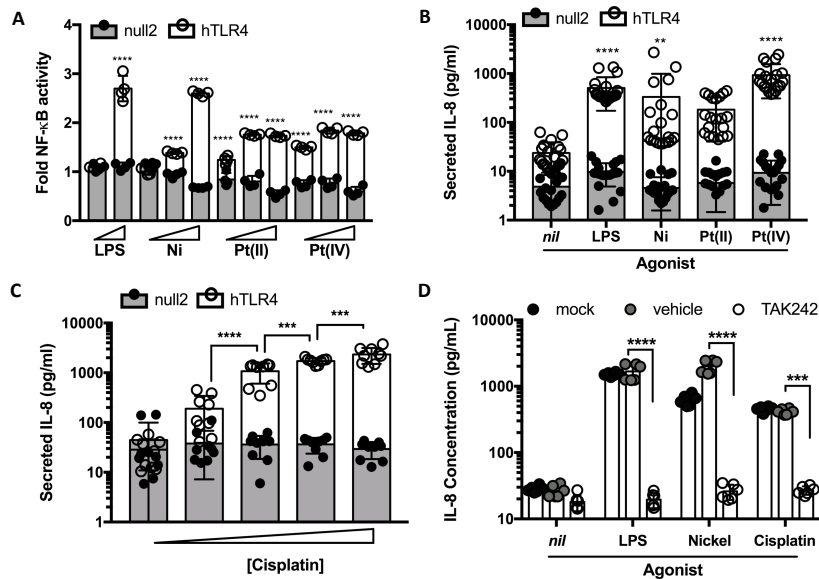 A
null2
hTLR4
Fold NF-κB activity
4
3
2
1
0
****
****
****
****
****
****
****
****
****
LPS
Ni
Pt(II)
Pt(IV)
B
null2
hTLR4
Secreted IL-8 (pg/ml)
10000
1000
100
10
1
****
**
****
nil
LPS
Ni
Pt(II)
Pt(IV)
Agonist
C
null2
hTLR4
Secreted IL-8 (pg/ml)
10000
1000
100
10
1
****
***
***
[Cisplatin]
D
mock
vehicle
TAK242
IL-8 Concentration (pg/mL)
10000
1000
100
10
****
****
***
nil
LPS
Nickel
Cisplatin
Agonist